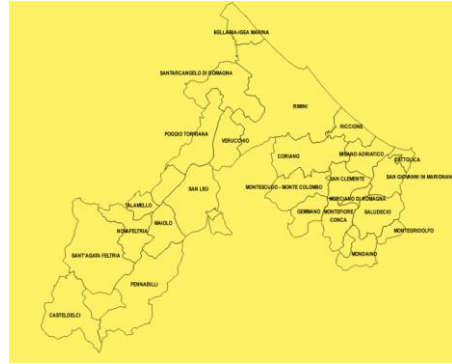 BELLARIA-IGEA MARINA
SANTARCANGELO DI ROMAGNA
RIMINI
POGGIO TORRIANA
RICCIONE
VERUCCHIO
CORIANO
MISANO ADRIATICO
CATTOLICA
SAN CLEMENTE
SAN GIOVANNI IN MARIGNAN
SAN LEO
MONTESCUDO - MONTE COLOMBO
MORCIANO DI ROMAGNA
TALAMELLO
GEMMANO
MONTEFIORE CONCA
SALUDECIO
MAIOLO
NOVAFELTRIA
MONTEGRIDOLFO
SANT'AGATA FELTRIA
MONDAINO
PENNABILLI
CASTELDELCI